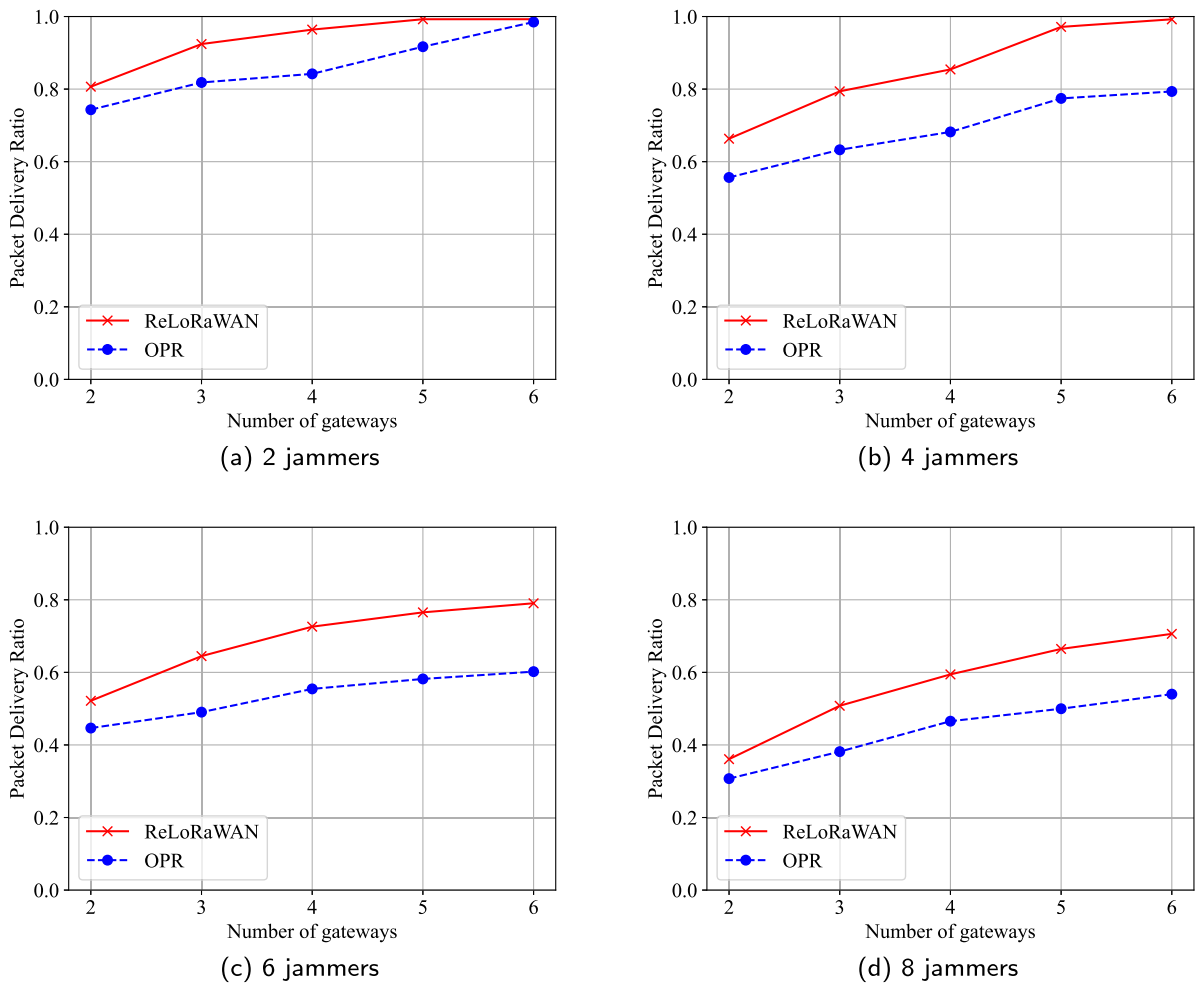 1.0
0.8
0.6
0.4
0.2
0.0
Packet Delivery Ratio
ReLoRaWAN
OPR
2 3 4 5 6
Number of gateways
(a) 2 jammers
1.0
0.8
0.6
0.4
0.2
0.0
Packet Delivery Ratio
ReLoRaWAN
OPR
2 3 4 5 6
Number of gateways
(b) 4 jammers
1.0
0.8
0.6
0.4
0.2
0.0
Packet Delivery Ratio
ReLoRaWAN
OPR
2 3 4 5 6
Number of gateways
(c) 6 jammers
1.0
0.8
0.6
0.4
0.2
0.0
Packet Delivery Ratio
ReLoRaWAN
OPR
2 3 4 5 6
Number of gateways
(d) 8 jammers